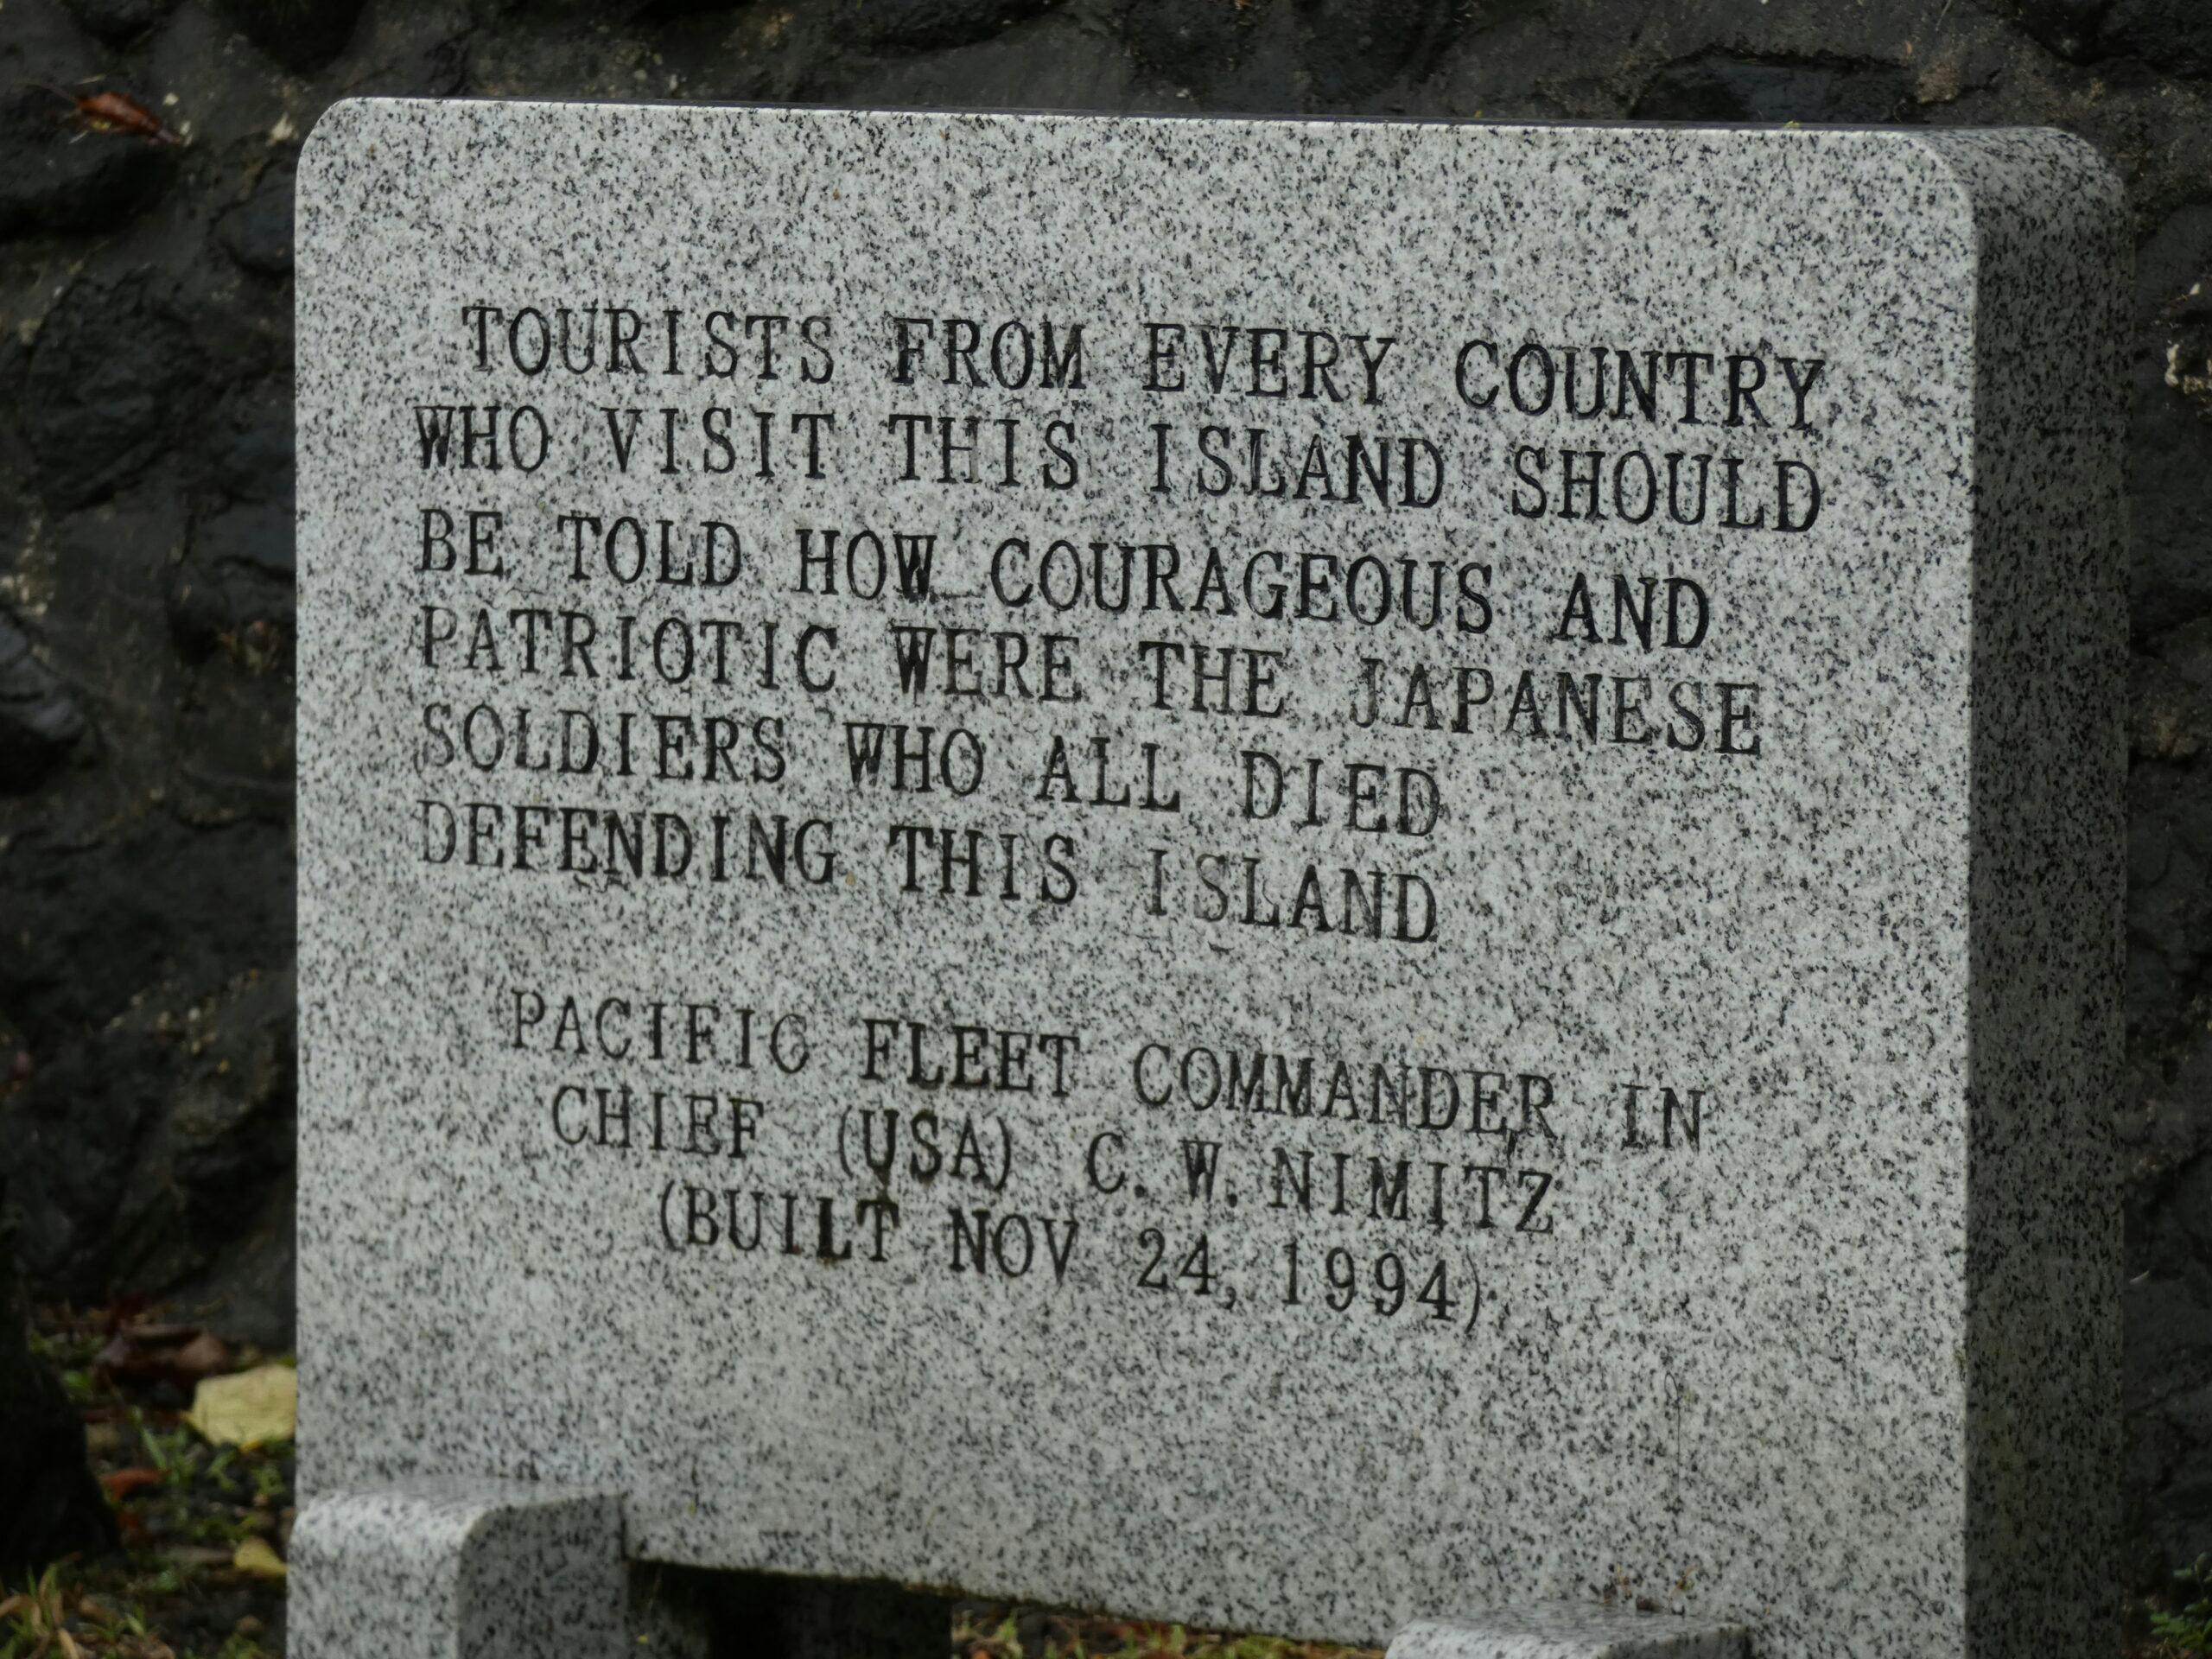 TOURISTS FROM EVERY COUNTRY
WHO VISIT THIS ISLAND SHOULD
BE TOLD HOW COURAGEOUS AND
PATRIOTIC WERE THE JAPANESE
SOLDIERS WHO ALL DIED
DEFENDING THIS ISLAND
PACIFIC FLEET COMMANDER IN
CHIEF (USA) C. W. NIMITZ
(BUILT NOV 24, 1994)